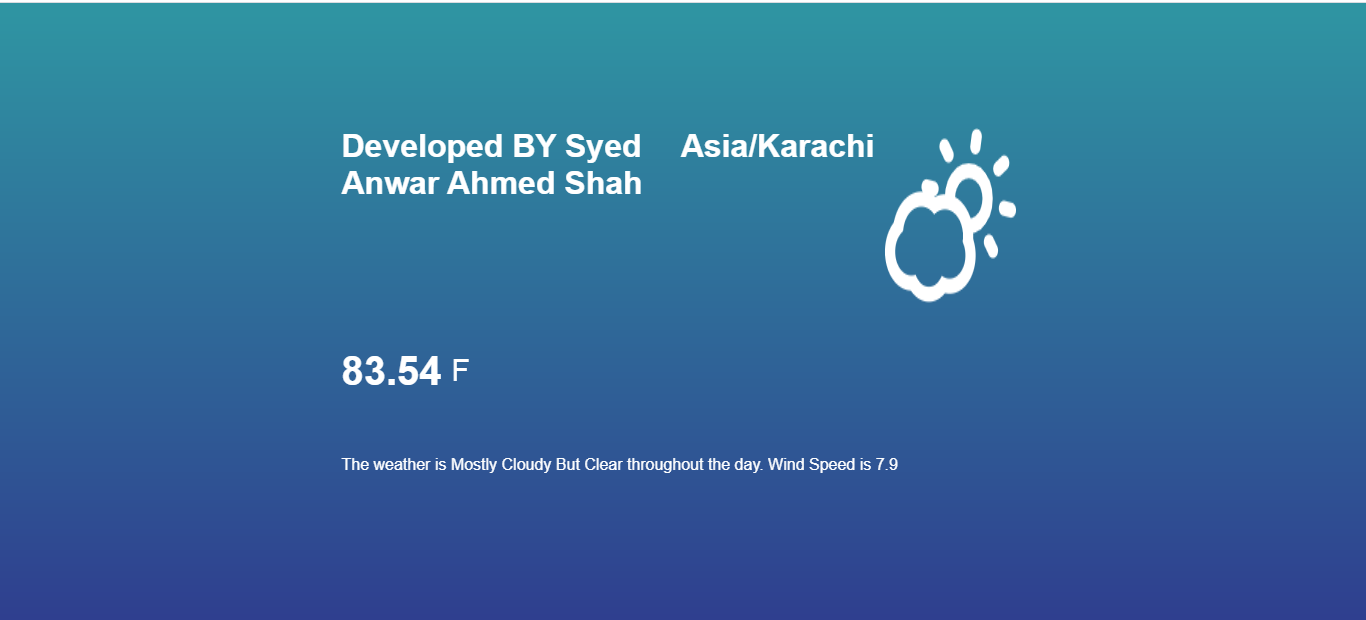 Developed BY Syed
Anwar Ahmed Shah
Asia/Karachi
83.54 F
The weather is Mostly Cloudy But Clear throughout the day. Wind Speed is 7.9